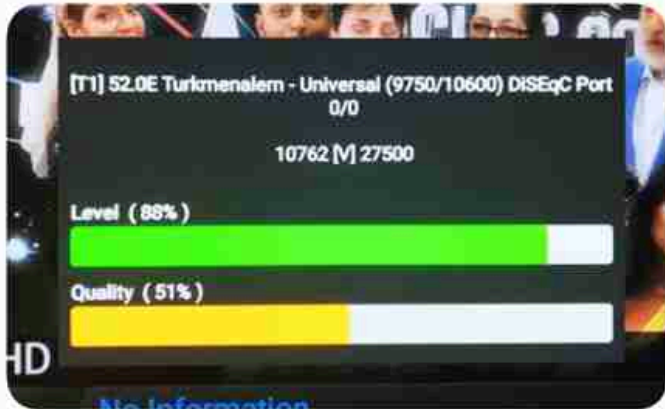 [T1] 52.0E Turkmenalem - Universal (9750/10600) DiSEqC Port
0/0
10762 [V] 27500
Level ( 88% )
Quality ( 51% )
HD
No Information